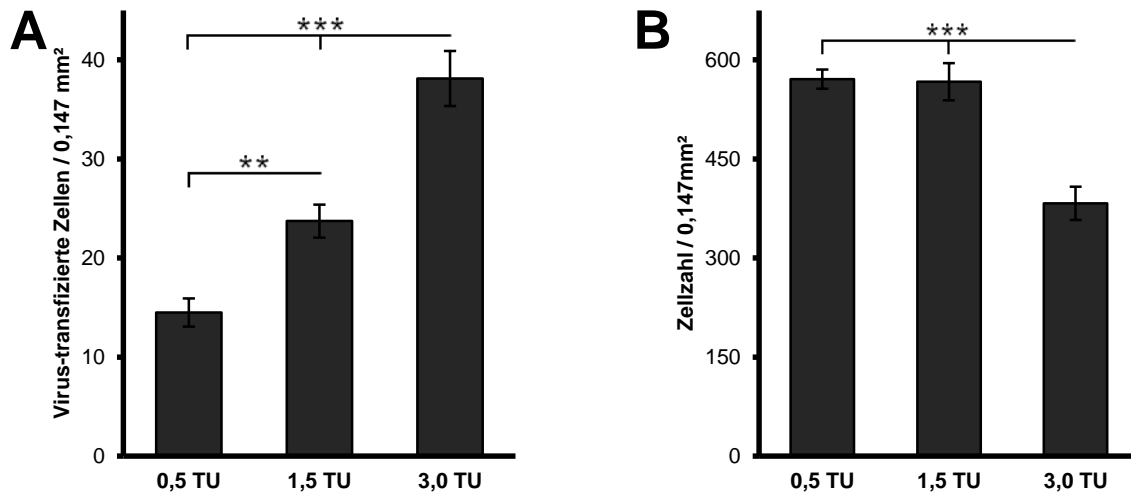 A
Virus-transfizierte Zellen / 0,147 mm²
40
30
20
10
0
***
**
0,5 TU 1,5 TU 3,0 TU
B
Zellzahl / 0,147mm²
600
450
300
150
0
***
0,5 TU 1,5 TU 3,0 TU